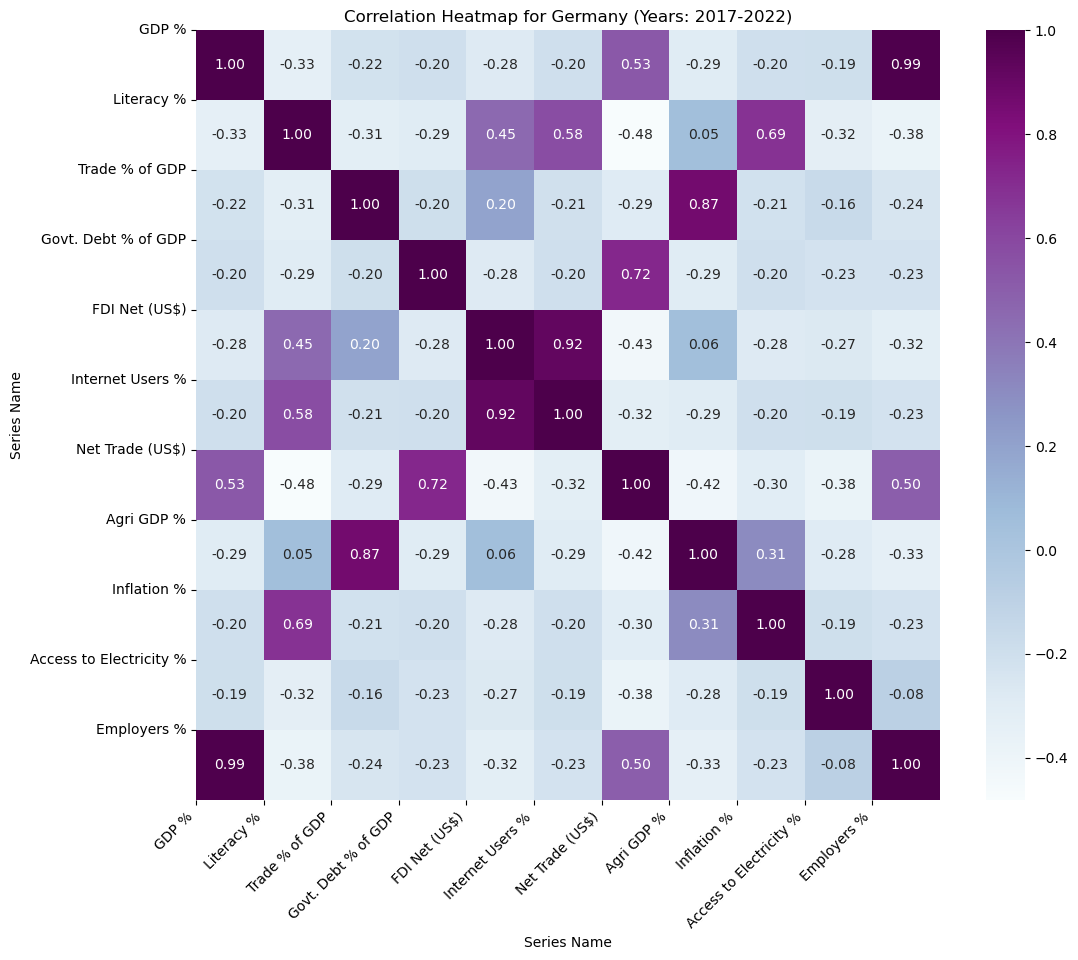 Correlation Heatmap for Germany (Years: 2017-2022)
GDP %
1.00 -0.33 -0.22 -0.20 -0.28 -0.20 0.53 -0.29 -0.20 -0.19 0.99
Literacy %
-0.33 1.00 -0.31 -0.29 0.45 0.58 -0.48 0.05 0.69 -0.32 -0.38
Trade % of GDP
-0.22 -0.31 1.00 -0.20 0.20 -0.21 -0.29 0.87 -0.21 -0.16 -0.24
Govt. Debt % of GDP
-0.20 -0.29 -0.20 1.00 -0.28 -0.20 0.72 -0.29 -0.20 -0.23 -0.23
FDI Net (US$)
-0.28 0.45 0.20 -0.28 1.00 0.92 -0.43 0.06 -0.28 -0.27 -0.32
Internet Users %
-0.20 0.58 -0.21 -0.20 0.92 1.00 -0.32 -0.29 -0.20 -0.19 -0.23
Net Trade (US$)
0.53 -0.48 -0.29 0.72 -0.43 -0.32 1.00 -0.42 -0.30 -0.38 0.50
Agri GDP %
-0.29 0.05 0.87 -0.29 0.06 -0.29 -0.42 1.00 0.31 -0.28 -0.33
Inflation %
-0.20 0.69 -0.21 -0.20 -0.28 -0.20 -0.30 0.31 1.00 -0.19 -0.23
Access to Electricity %
-0.19 -0.32 -0.16 -0.23 -0.27 -0.19 -0.38 -0.28 -0.19 1.00 -0.08
Employers %
0.99 -0.38 -0.24 -0.23 -0.32 -0.23 0.50 -0.33 -0.23 -0.08 1.00
Series Name
GDP %
Literacy %
Trade % of GDP
Govt. Debt % of GDP
FDI Net (US$)
Internet Users %
Net Trade (US$)
Agri GDP %
Inflation %
Access to Electricity %
Employers %
Series Name
1.0
0.8
0.6
0.4
0.2
0.0
−0.2
−0.4